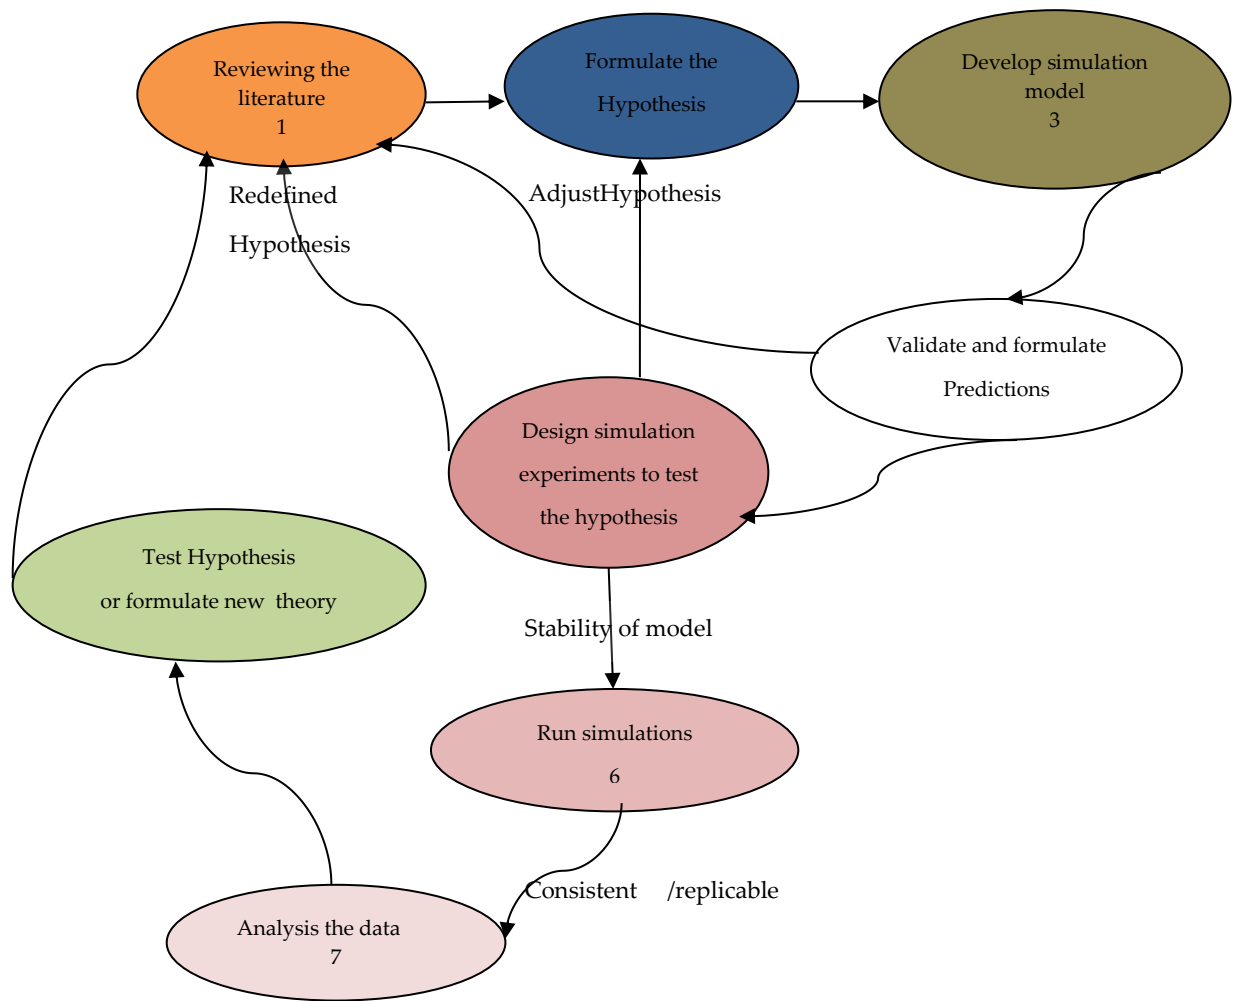 Reviewing the
literature
1
Formulate the
Hypothesis
Develop simulation
model
3
Redefined
Hypothesis
AdjustHypothesis
Validate and formulate
Predictions
Design simulation
experiments to test
the hypothesis
Test Hypothesis
or formulate new theory
Stability of model
Run simulations
6
Consistent /replicable
Analysis the data
7